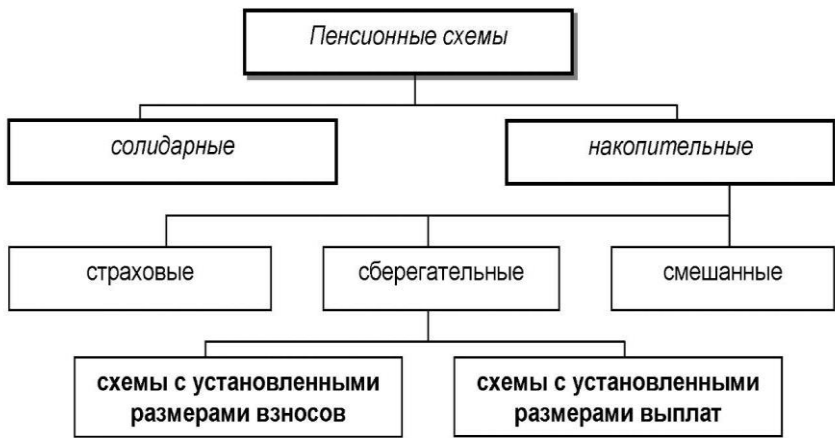 Пенсионные схемы
солидарные
накопительные
страховые
сберегательные
смешанные
схемы с установленными
размерами взносов
схемы с установленными
размерами выплат